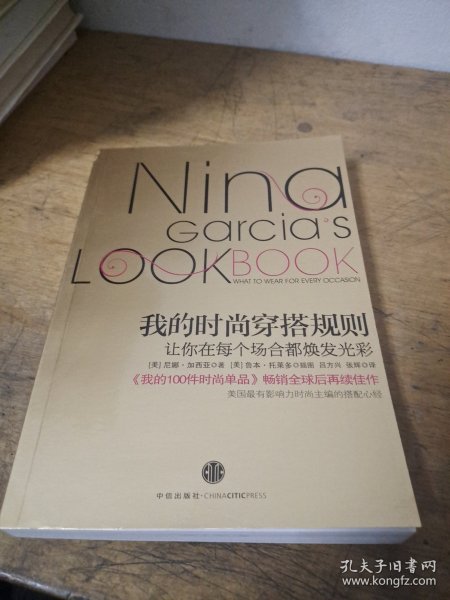 Nina
Garcia's
LOOKBOOK
WHAT TO WEAR FOR EVERY OCCASION
我的时尚穿搭规则
让你在每个场合都焕发光彩
[美] 尼娜·加西亚◎著 [美] 鲁本·托莱多◎插图 吕方兴 张辉◎译
《我的100件时尚单品》畅销全球后再续佳作
美国最有影响力时尚主编的搭配心经
中信出版社·CHINACITICPRESS
孔夫子旧书网
www.kongfz.com